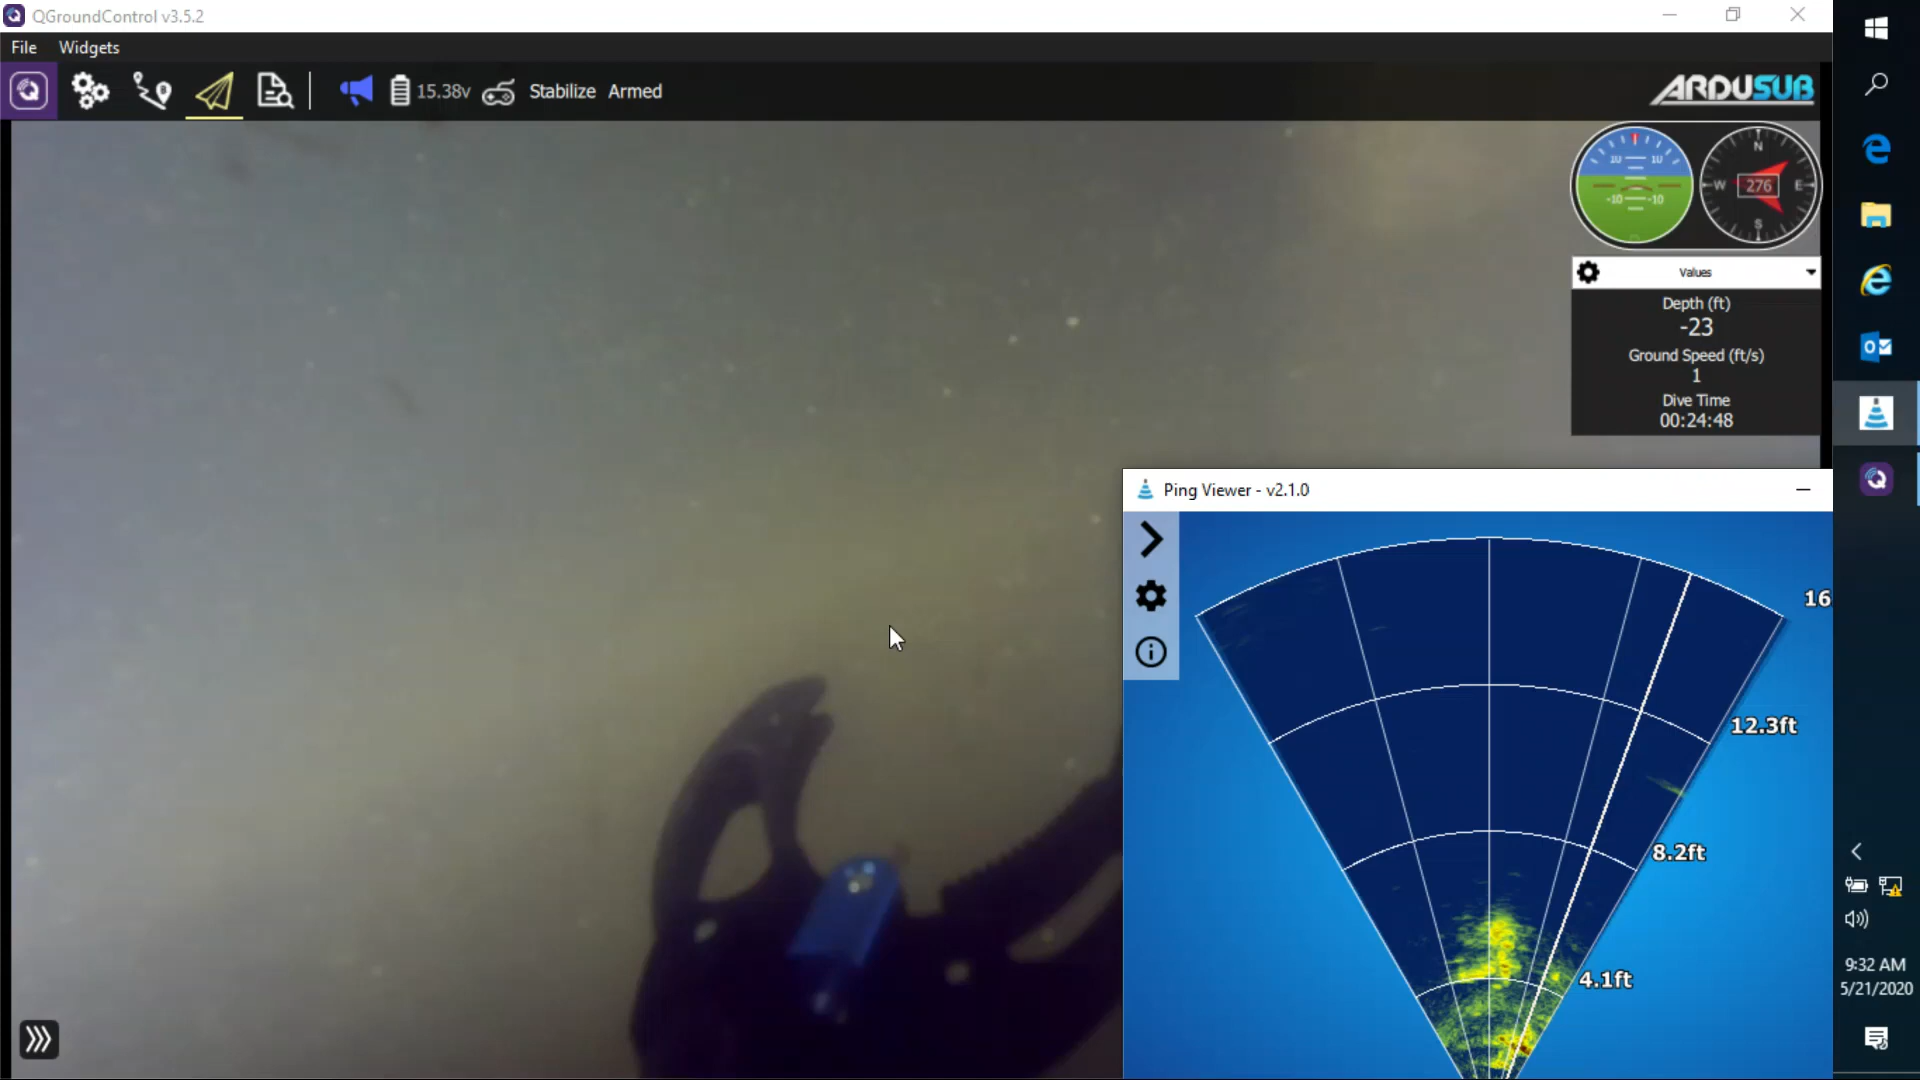 QGroundControl v3.5.2
File Widgets
15.38v Stabilize Armed
ARDUSUB
10 10
-10 -10
N
W 276 E
S
Values
Depth (ft)
-23
Ground Speed (ft/s)
1
Dive Time
00:24:48
Ping Viewer - v2.1.0
16
12.3ft
8.2ft
4.1ft
9:32 AM
5/21/2020